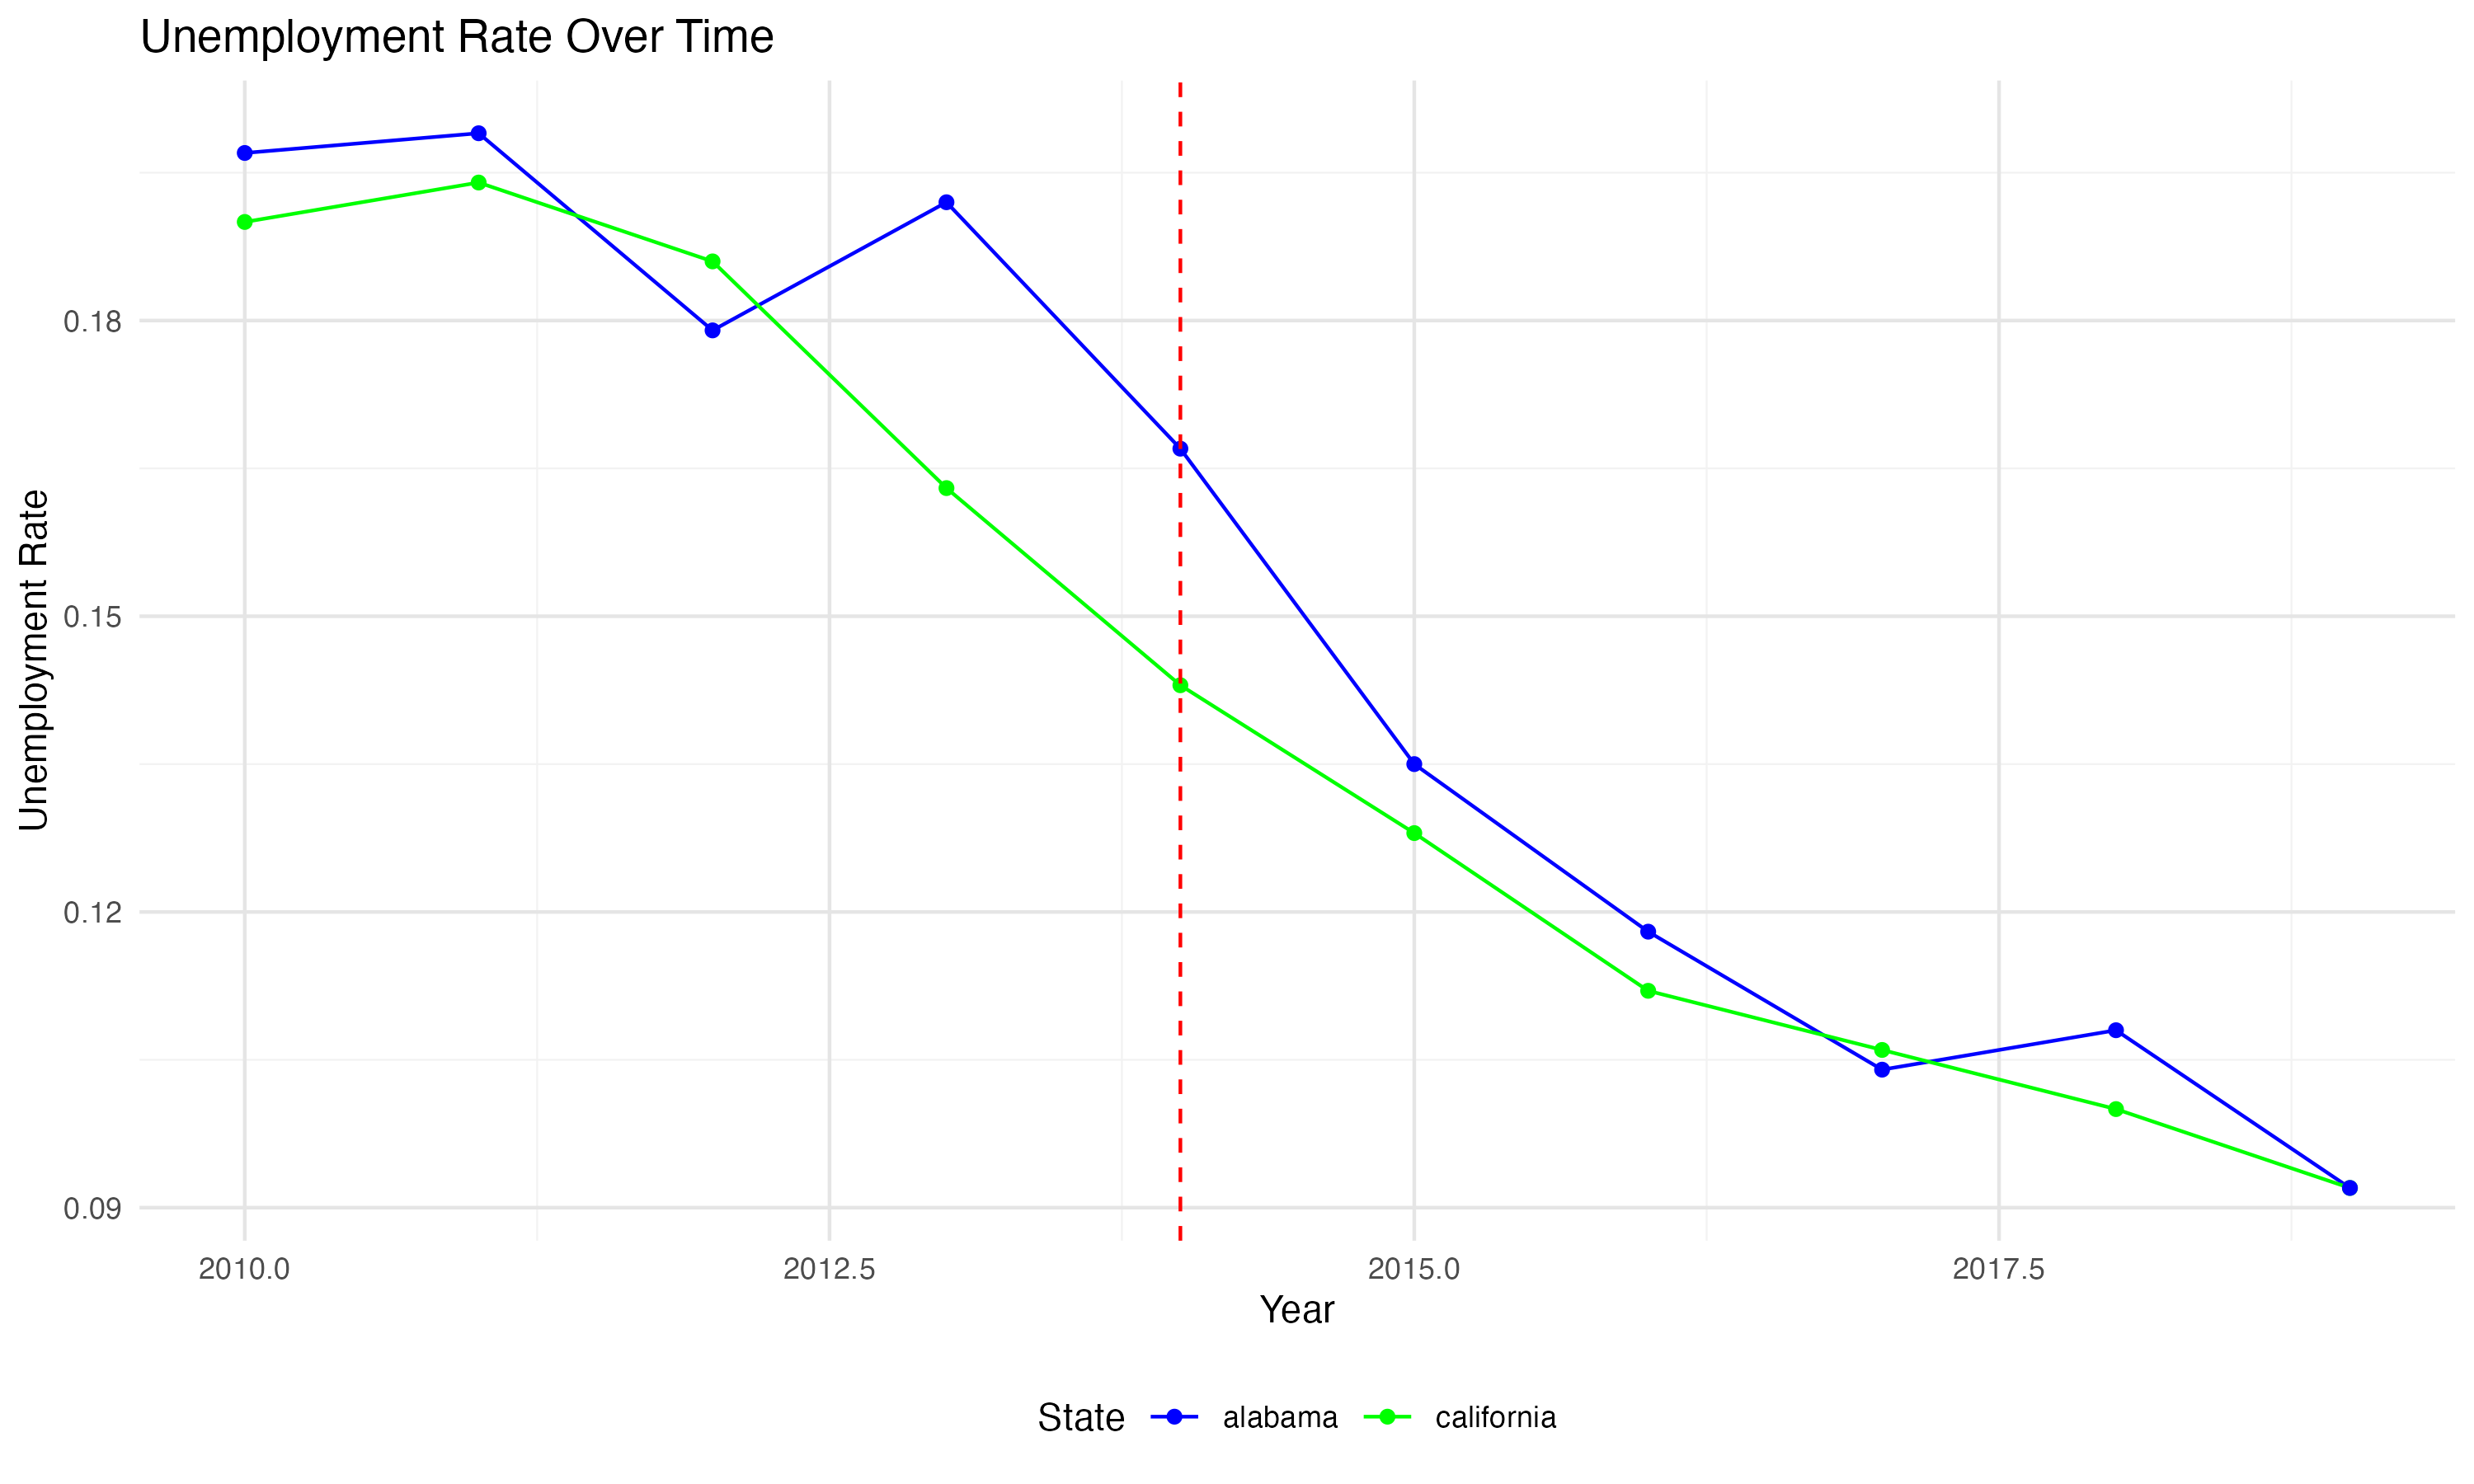 Unemployment Rate Over Time
Unemployment Rate
0.18
0.15
0.12
0.09
2010.0 2012.5 2015.0 2017.5
Year
State alabama california